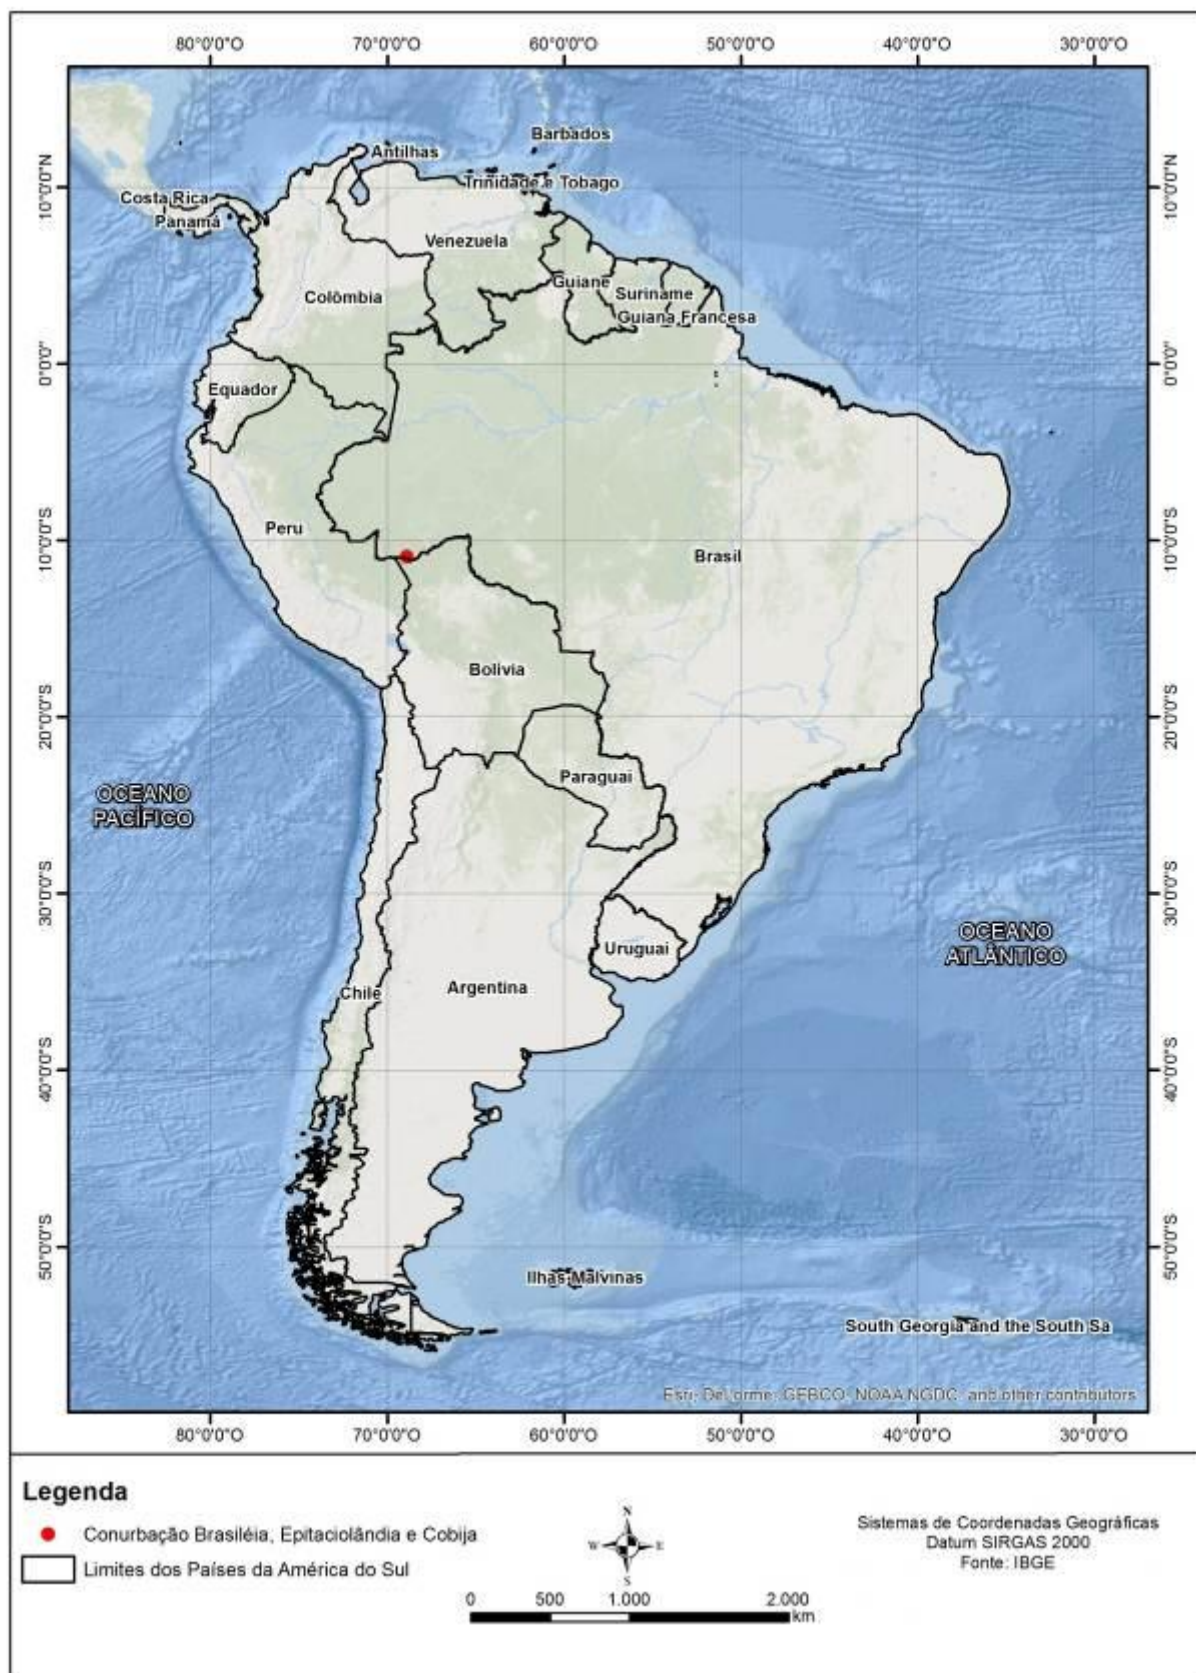 80°0'0"O 70°0'0"O 60°0'0"O 50°0'0"O 40°0'0"O 30°0'0"O
Barbados
Antilhas
Trinidade e Tobago
10°0'0"N
10°0'0"N
Costa Rica
Panamá
Venezuela
Guiane
Colômbia
Suriname
Guiana Francesa
0°0'0"
0°0'0"
Equador
Peru
10°0'0"S
10°0'0"S
Brasil
Bolivia
20°0'0"S
20°0'0"S
Paraguai
OCEANO
PACÍFICO
30°0'0"S
30°0'0"S
Uruguai
OCEANO
ATLÂNTICO
Chile
Argentina
40°0'0"S
40°0'0"S
50°0'0"S
50°0'0"S
Ilhas Malvinas
South Georgia and the South Sa
Esri, DeLorme, GEBCO, NOAA NGDC, and other contributors
80°0'0"O 70°0'0"O 60°0'0"O 50°0'0"O 40°0'0"O 30°0'0"O
Legenda
Conurbação Brasiléia, Epitaciolândia e Cobija
Limites dos Países da América do Sul
N
W E
S
0 500 1.000 2.000
km
Sistemas de Coordenadas Geográficas
Datum SIRGAS 2000
Fonte: IBGE